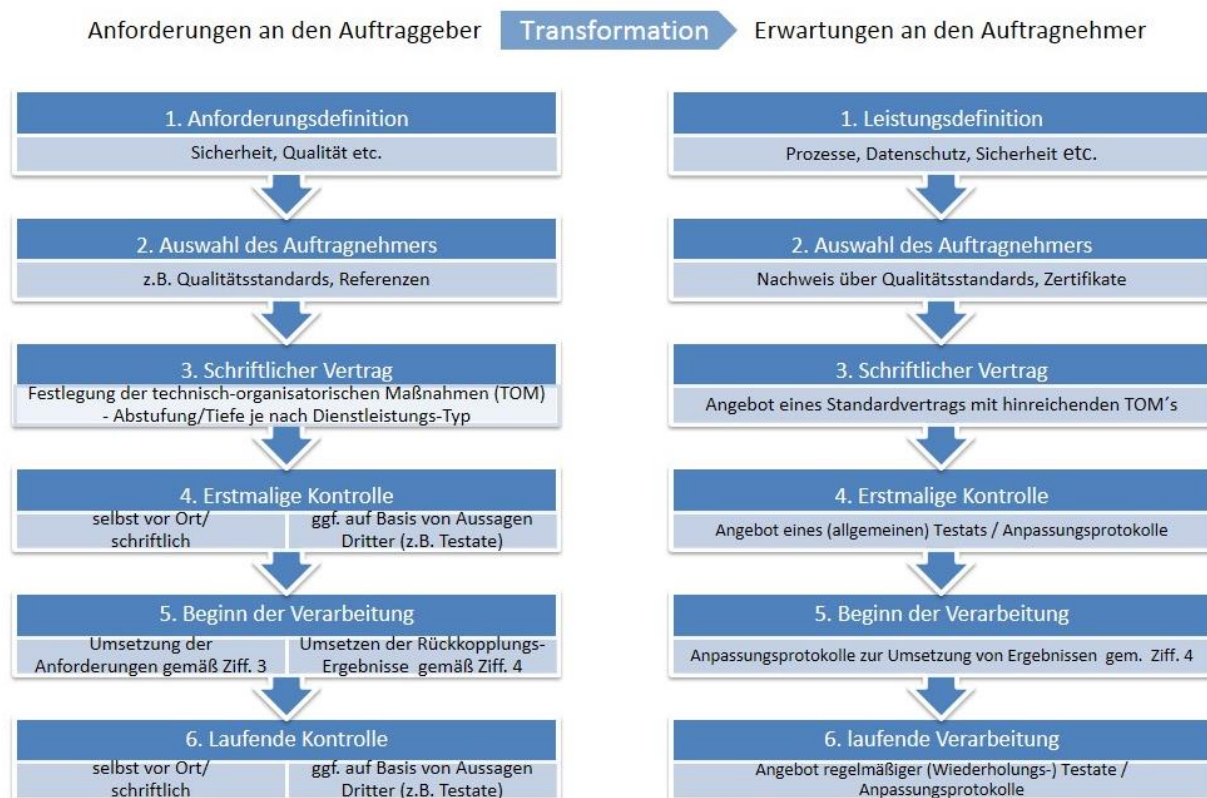 Anforderungen an den Auftraggeber
Transformation
Erwartungen an den Auftragnehmer
1. Anforderungsdefinition
Sicherheit, Qualität etc.
2. Auswahl des Auftragnehmers
z.B. Qualitätsstandards, Referenzen
3. Schriftlicher Vertrag
Festlegung der technisch-organisatorischen Maßnahmen (TOM)
- Abstufung/Tiefe je nach Dienstleistungs-Typ
4. Erstmalige Kontrolle
selbst vor Ort/
schriftlich
ggf. auf Basis von Aussagen
Dritter (z.B. Testate)
5. Beginn der Verarbeitung
Umsetzung der
Anforderungen gemäß Ziff. 3
Umsetzen der Rückkopplungs-
Ergebnisse gemäß Ziff. 4
6. Laufende Kontrolle
selbst vor Ort/
schriftlich
ggf. auf Basis von Aussagen
Dritter (z.B. Testate)
1. Leistungsdefinition
Prozesse, Datenschutz, Sicherheit etc.
2. Auswahl des Auftragnehmers
Nachweis über Qualitätsstandards, Zertifikate
3. Schriftlicher Vertrag
Angebot eines Standardvertrags mit hinreichenden TOM´s
4. Erstmalige Kontrolle
Angebot eines (allgemeinen) Testats / Anpassungsprotokolle
5. Beginn der Verarbeitung
Anpassungsprotokolle zur Umsetzung von Ergebnissen gem. Ziff. 4
6. laufende Verarbeitung
Angebot regelmäßiger (Wiederholungs-) Testate /
Anpassungsprotokolle